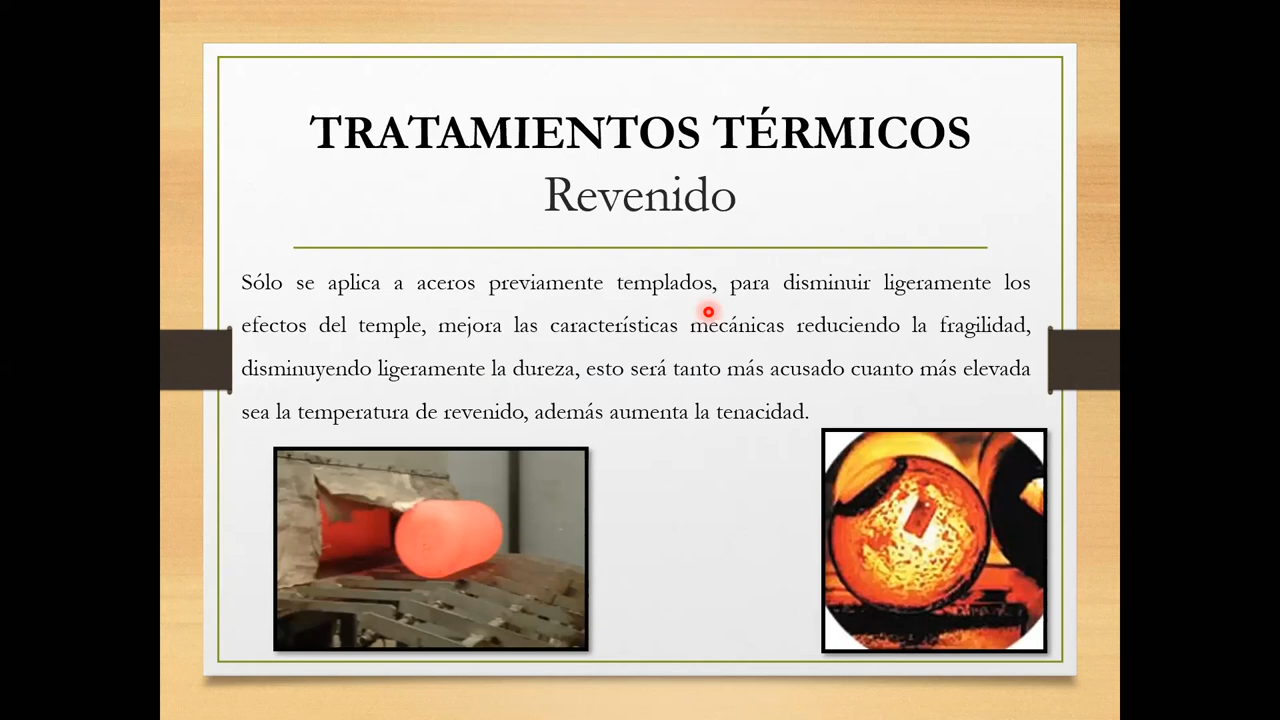 TRATAMIENTOS TÉRMICOS
Revenido
Sólo se aplica a aceros previamente templados, para disminuir ligeramente los
efectos del temple, mejora las características mecánicas reduciendo la fragilidad,
disminuyendo ligeramente la dureza, esto será tanto más acusado cuanto más elevada
sea la temperatura de revenido, además aumenta la tenacidad.